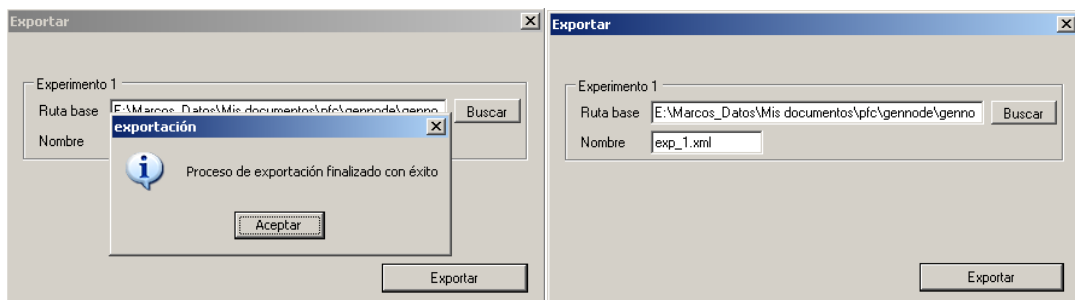 Exportar
Experimento 1
Ruta base E:\Marcos_Datos\Mis documentos\pfc\gennode\genno Buscar
Nombre
exportación
Proceso de exportación finalizado con éxito
Aceptar
Exportar
Exportar
Experimento 1
Ruta base E:\Marcos_Datos\Mis documentos\pfc\gennode\genno Buscar
Nombre exp_1.xml
Exportar